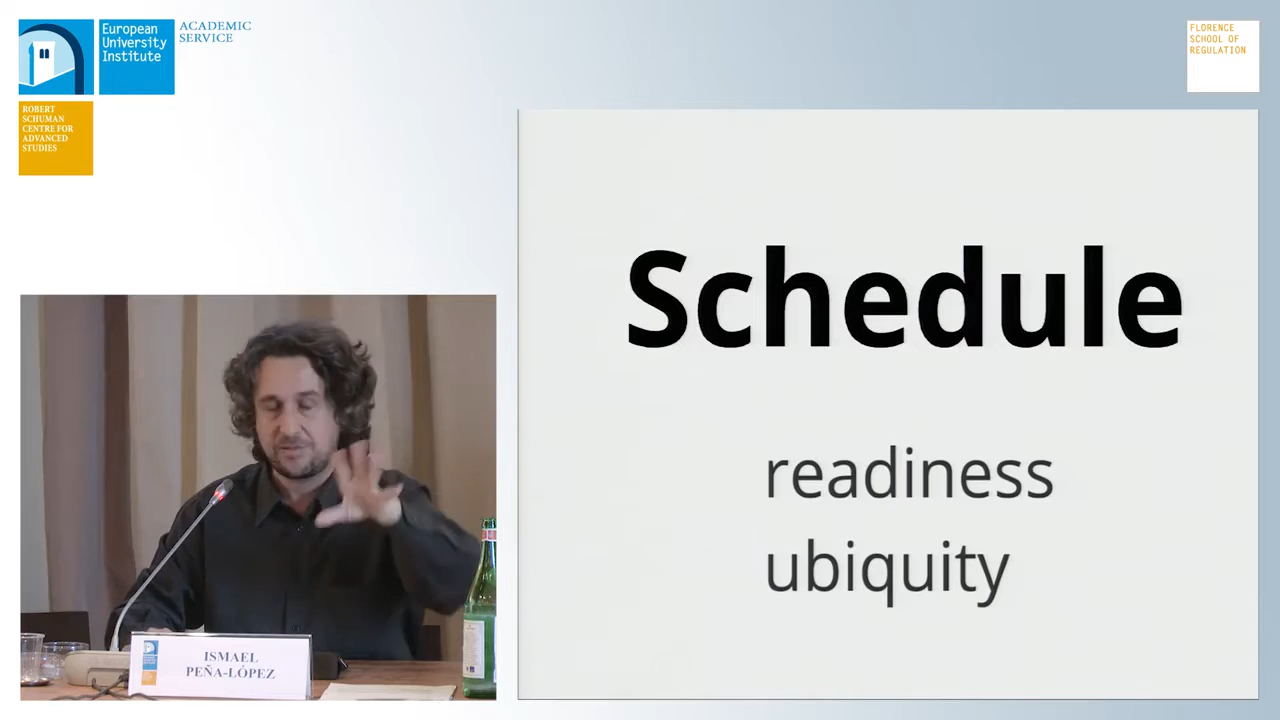 European
University
Institute
ACADEMIC
SERVICE
ROBERT
SCHUMAN
CENTRE FOR
ADVANCED
STUDIES
FLORENCE
SCHOOL OF
REGULATION
Schedule
readiness
ubiquity
ISMAEL
PEÑA-LÓPEZ